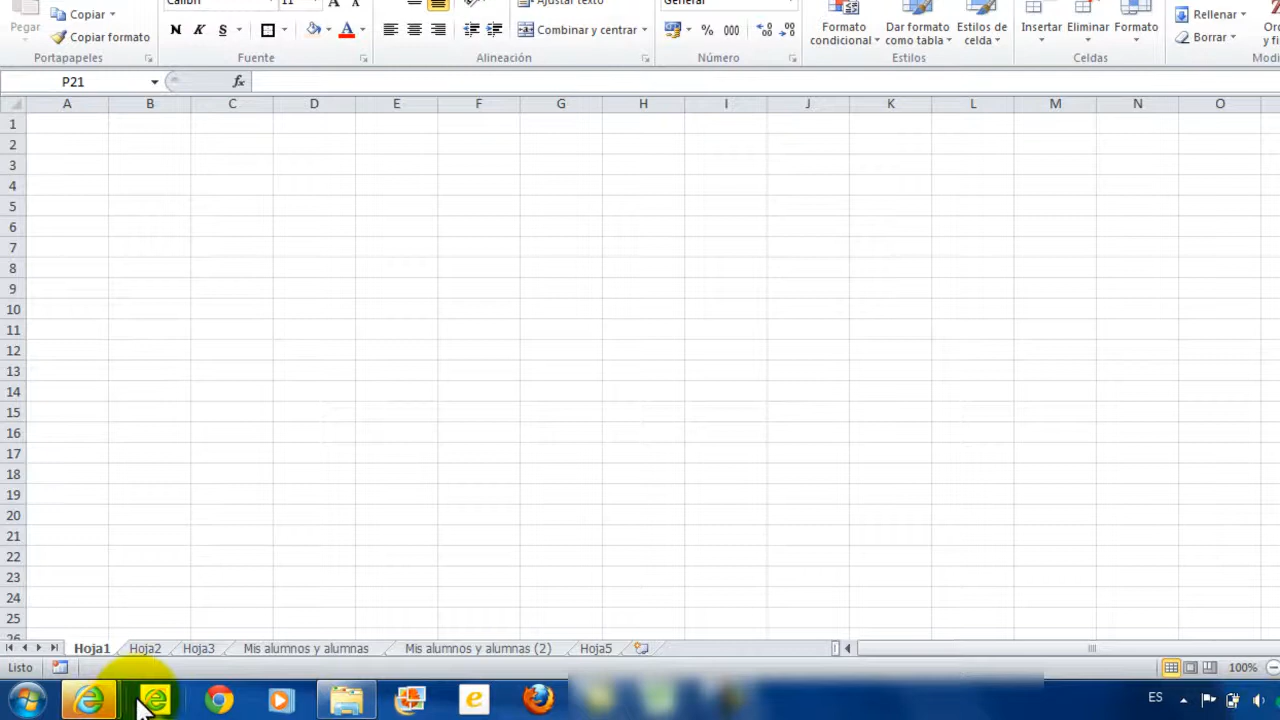 Pegar
Copiar
Copiar formato
Portapapeles
Calibri 11 A A
N K S A
Fuente
Ajustar texto
Combinar y centrar
Alineación
General
% 000
Número
Formato condicional
Dar formato como tabla
Estilos de celda
Estilos
Insertar Eliminar Formato
Celdas
Rellenar
Borrar
Modi
P21 fx
A B C D E F G H I J K L M N O
1
2
3
4
5
6
7
8
9
10
11
12
13
14
15
16
17
18
19
20
21
22
23
24
25
26
Hoja1 Hoja2 Hoja3 Mis alumnos y alumnas Mis alumnos y alumnas (2) Hoja5
Listo 100%
ES